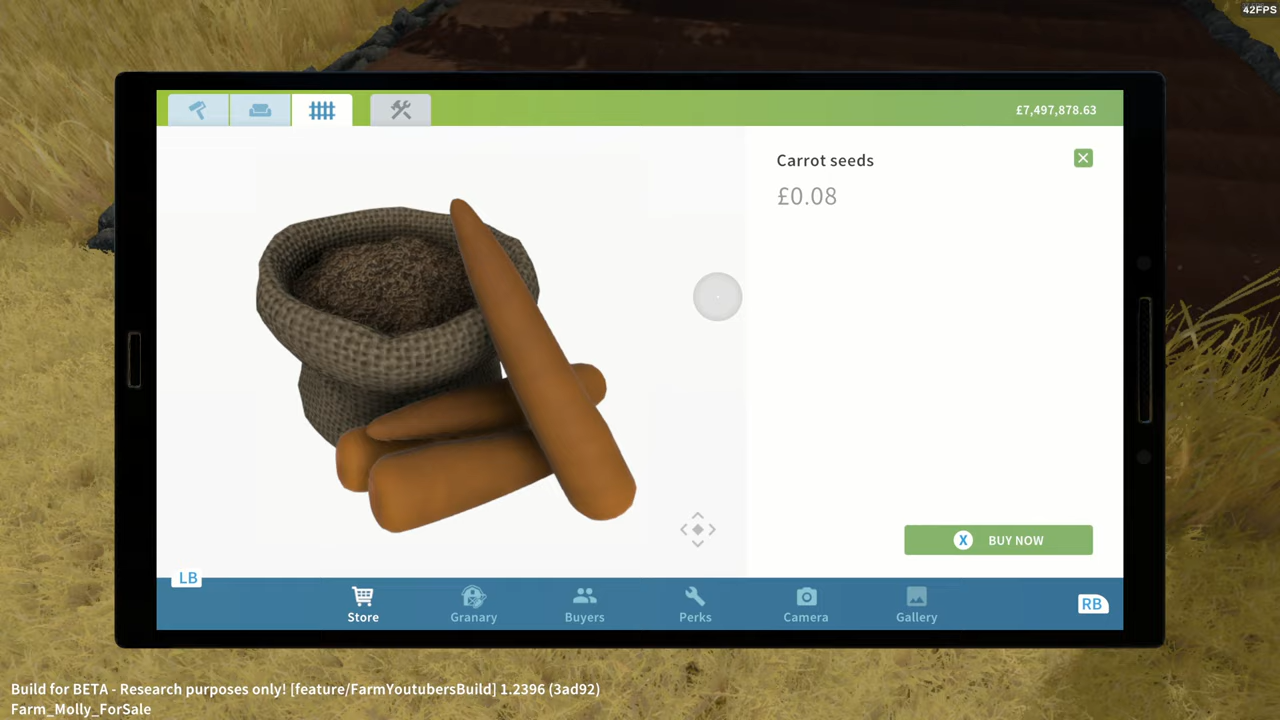 42FPS
£7,497,878.63
Carrot seeds
£0.08
X BUY NOW
LB
Store Granary Buyers Perks Camera Gallery
RB
Build for BETA - Research purposes only! [feature/FarmYoutubersBuild] 1.2396 (3ad92)
Farm_Molly_ForSale